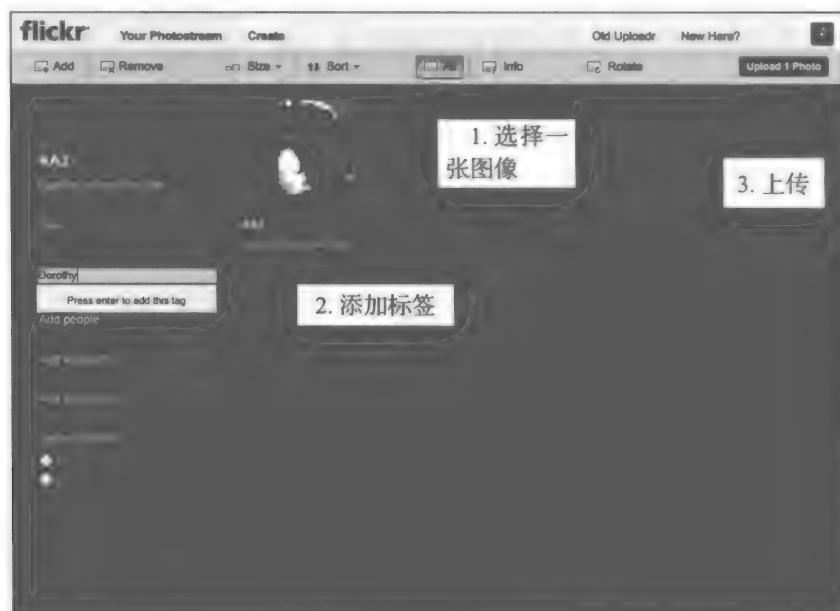 flickr
Your Photostream Create Old Uploadr New Here?
Add Remove Size Sort All Info Rotate Upload 1 Photo
1. 选择一
张图像
3. 上传
Dorothy
Press enter to add this tag
2. 添加标签
Add people